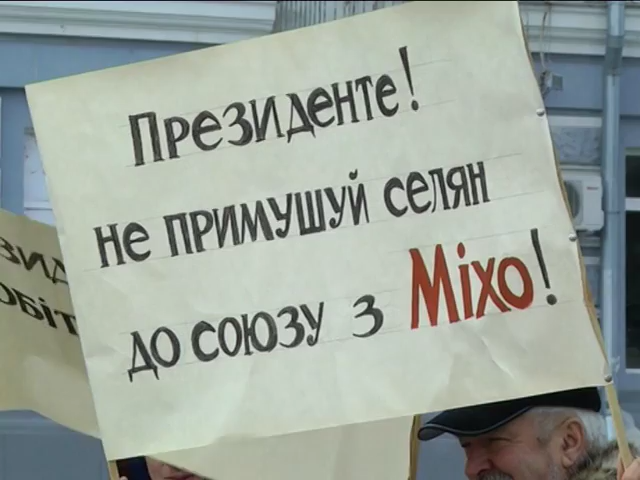 Президенте!
не примушуй селян
до союзу з Міхо!